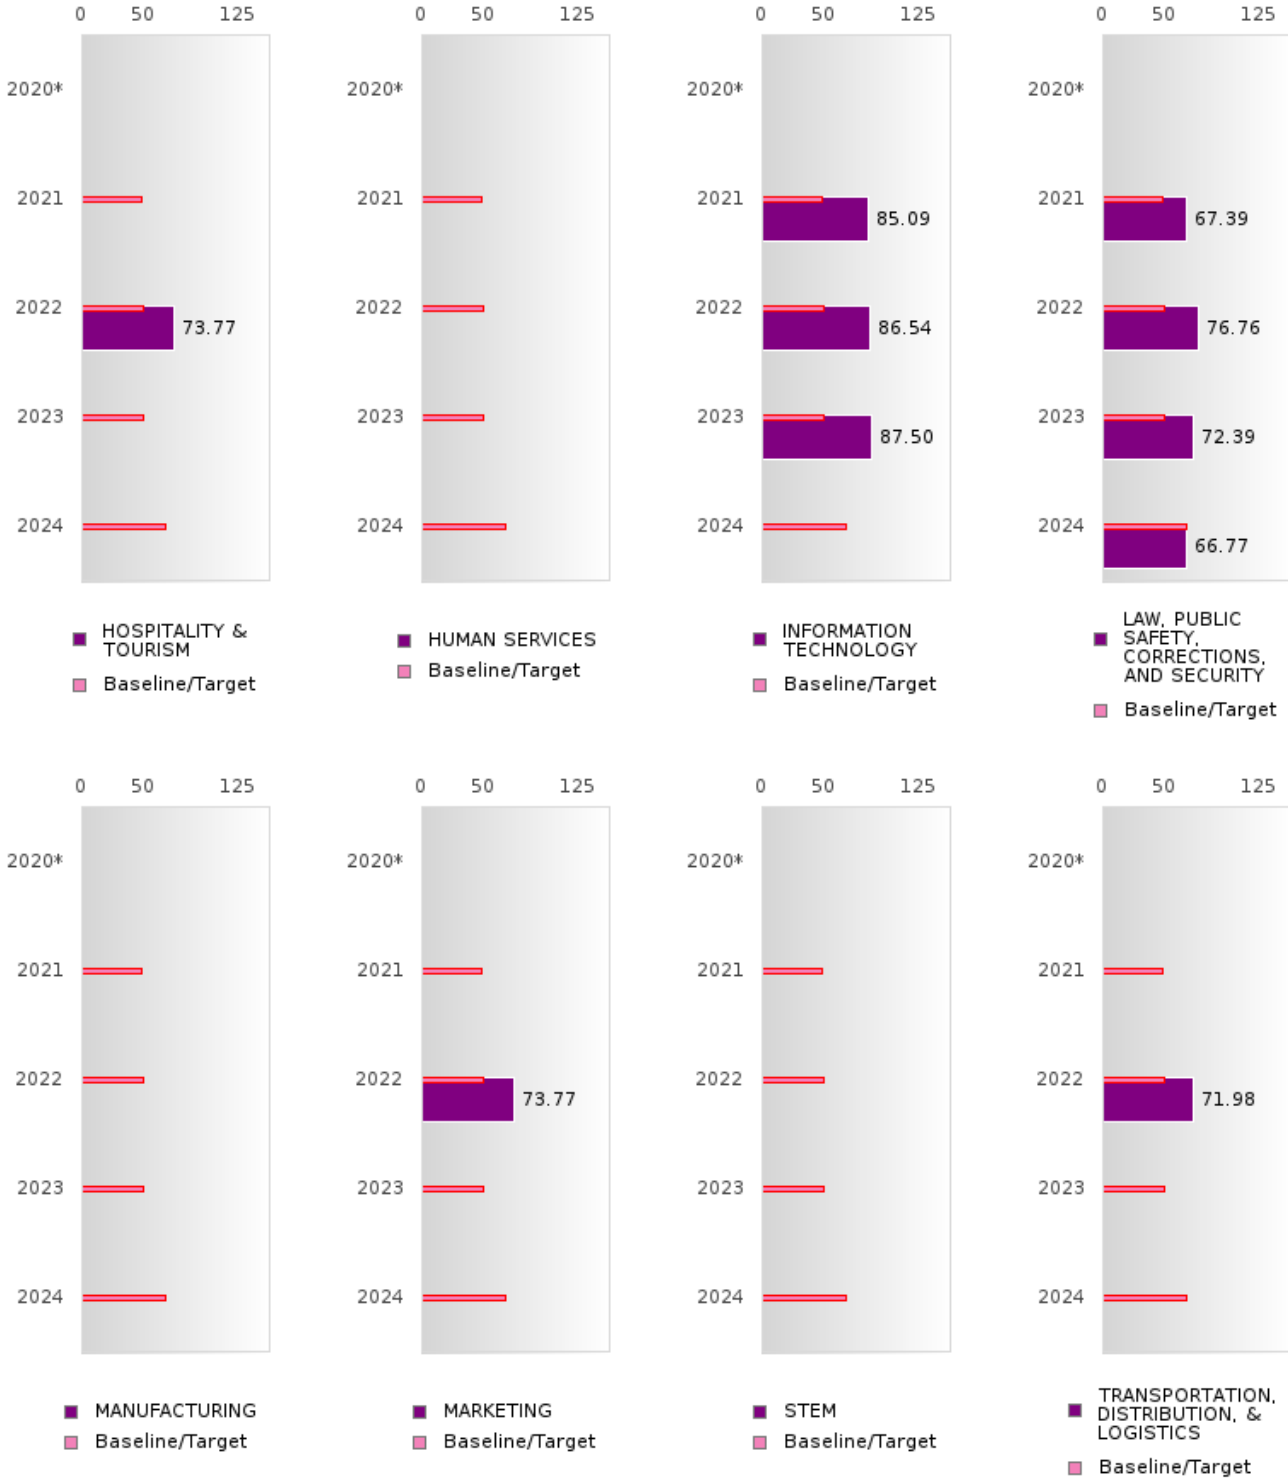 0 50 125
0 50 125
0 50 125
0 50 125
2020*
2020*
2020*
2020*
2021
2021
2021
85.09
2021
67.39
2022
73.77
2022
2022
86.54
2022
76.76
2023
2023
2023
87.50
2023
72.39
2024
2024
2024
2024
66.77
HOSPITALITY &
TOURISM
Baseline/Target
HUMAN SERVICES
Baseline/Target
INFORMATION
TECHNOLOGY
Baseline/Target
LAW, PUBLIC
SAFETY,
CORRECTIONS,
AND SECURITY
Baseline/Target
0 50 125
0 50 125
0 50 125
0 50 125
2020*
2020*
2020*
2020*
2021
2021
2021
2021
2022
2022
73.77
2022
2022
71.98
2023
2023
2023
2023
2024
2024
2024
2024
MANUFACTURING
Baseline/Target
MARKETING
Baseline/Target
STEM
Baseline/Target
TRANSPORTATION,
DISTRIBUTION, &
LOGISTICS
Baseline/Target